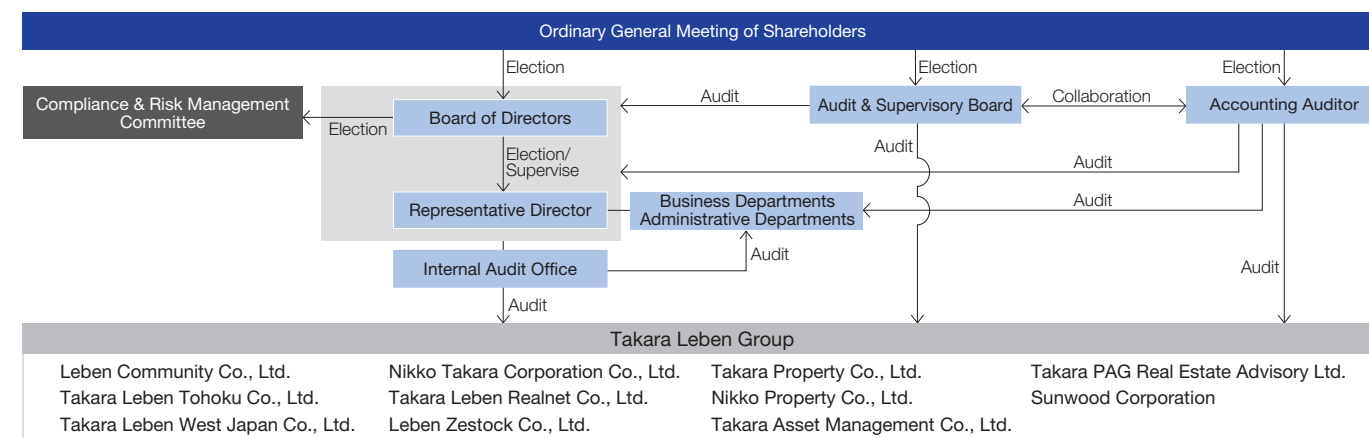 Ordinary General Meeting of Shareholders
Election
Election
Election
Compliance & Risk Management
Committee
Election
Board of Directors
Audit
Audit & Supervisory Board
Collaboration
Accounting Auditor
Election/
Supervise
Audit
Audit
Representative Director
Business Departments
Administrative Departments
Audit
Internal Audit Office
Audit
Audit
Audit
Takara Leben Group
Leben Community Co., Ltd.
Takara Leben Tohoku Co., Ltd.
Takara Leben West Japan Co., Ltd.
Nikko Takara Corporation Co., Ltd.
Takara Leben Realnet Co., Ltd.
Leben Zestock Co., Ltd.
Takara Property Co., Ltd.
Nikko Property Co., Ltd.
Takara Asset Management Co., Ltd.
Takara PAG Real Estate Advisory Ltd.
Sunwood Corporation